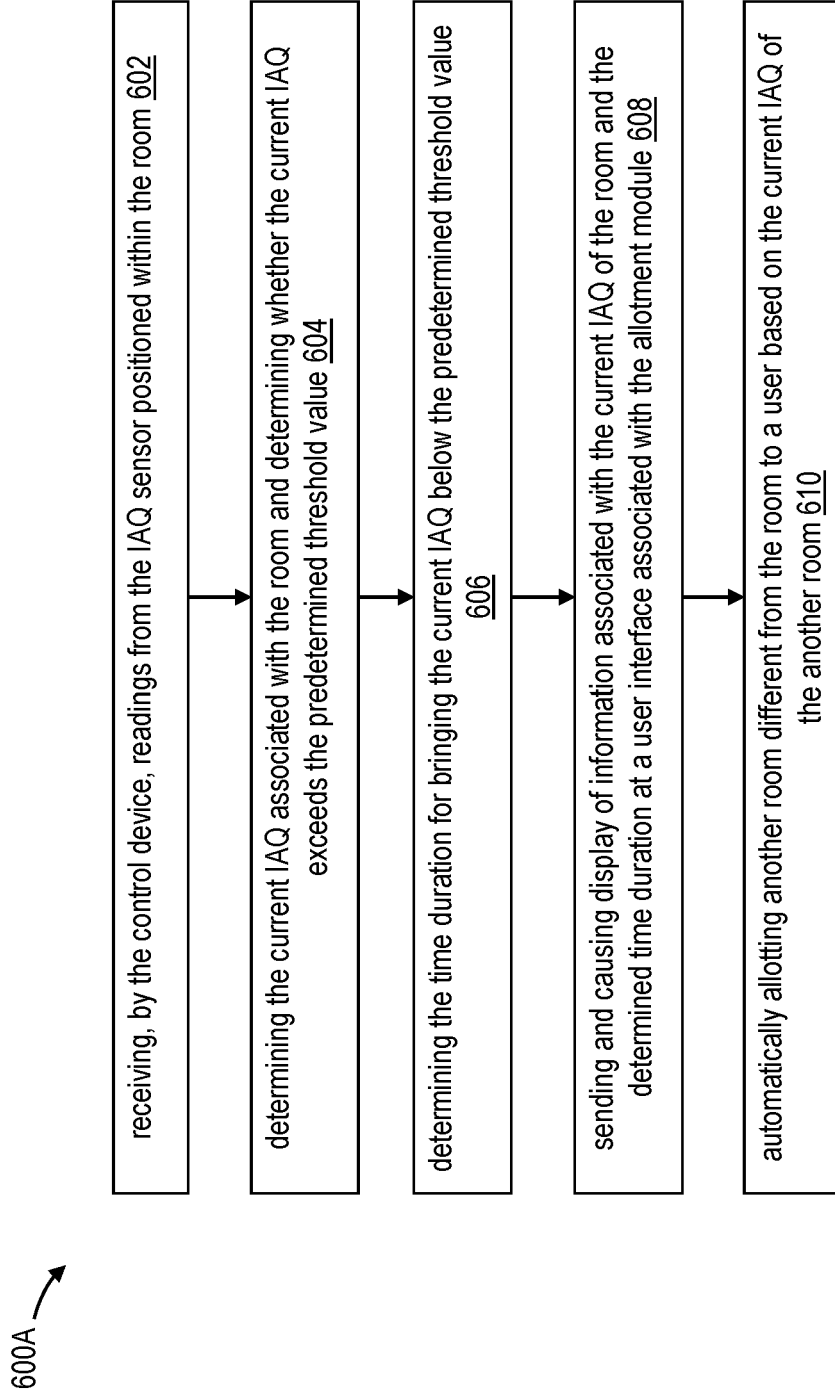 600A
receiving, by the control device, readings from the IAQ sensor positioned within the room 602
determining the current IAQ associated with the room and determining whether the current IAQ
exceeds the predetermined threshold value 604
determining the time duration for bringing the current IAQ below the predetermined threshold value
606
sending and causing display of information associated with the current IAQ of the room and the
determined time duration at a user interface associated with the allotment module 608
automatically allotting another room different from the room to a user based on the current IAQ of
the another room 610